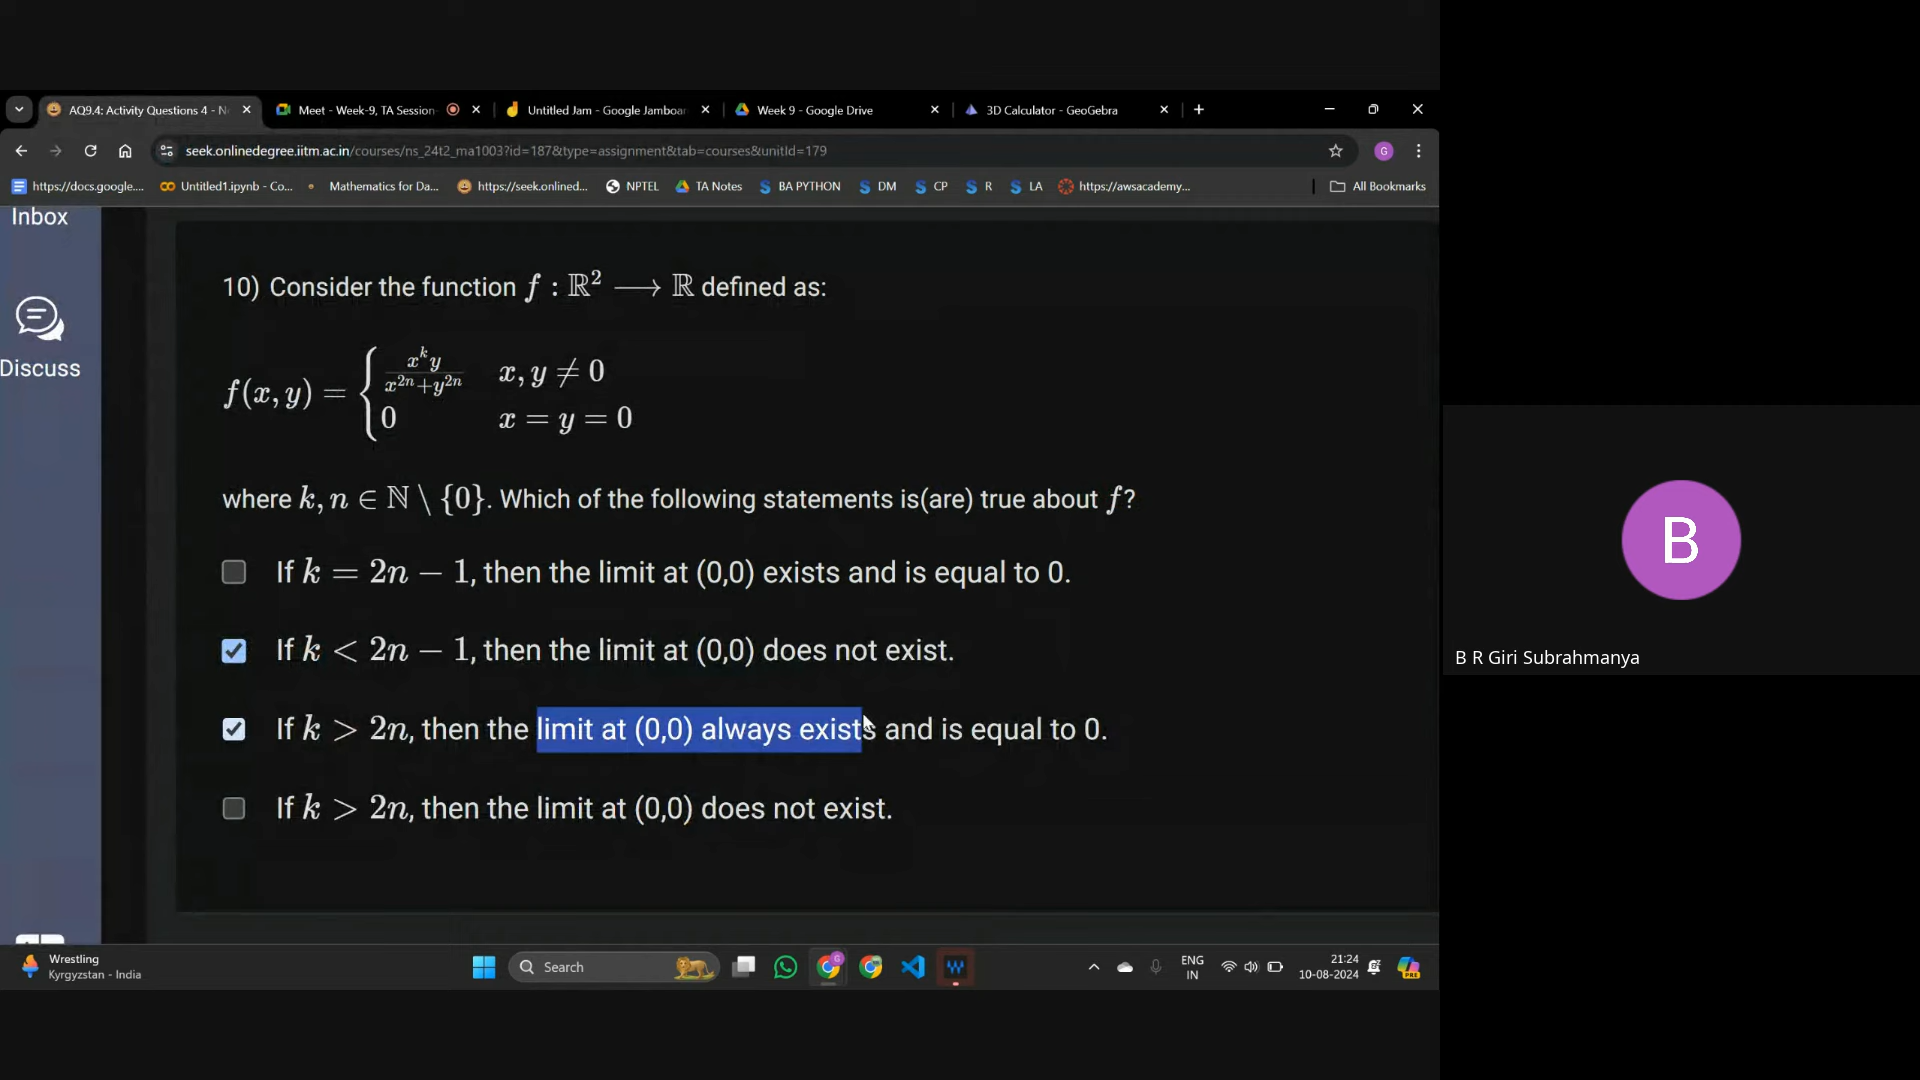 AQ9.4: Activity Questions 4 - N
Meet - Week-9, TA Session
Untitled Jam - Google Jamboar
Week 9 - Google Drive
3D Calculator - GeoGebra
seek.onlinedegree.iitm.ac.in/courses/ns_24t2_ma1003?id=187&type=assignment&tab=courses&unitId=179
G
https://docs.google....
Untitled1.ipynb - Co...
Mathematics for Da...
https://seek.onlined...
NPTEL
TA Notes
BA PYTHON
DM
CP
R
LA
https://awsacademy...
All Bookmarks
Inbox
Discuss
10) Consider the function f : ℝ² ⟶ ℝ defined as:
f(x, y) = { x^k y / (x^{2n} + y^{2n})   x, y ≠ 0
0   x = y = 0
where k, n ∈ ℕ \ {0}. Which of the following statements is(are) true about f?
If k = 2n − 1, then the limit at (0,0) exists and is equal to 0.
If k < 2n − 1, then the limit at (0,0) does not exist.
If k > 2n, then the limit at (0,0) always exists and is equal to 0.
If k > 2n, then the limit at (0,0) does not exist.
B
B R Giri Subrahmanya
Wrestling
Kyrgyzstan - India
Search
ENG
IN
21:24
10-08-2024